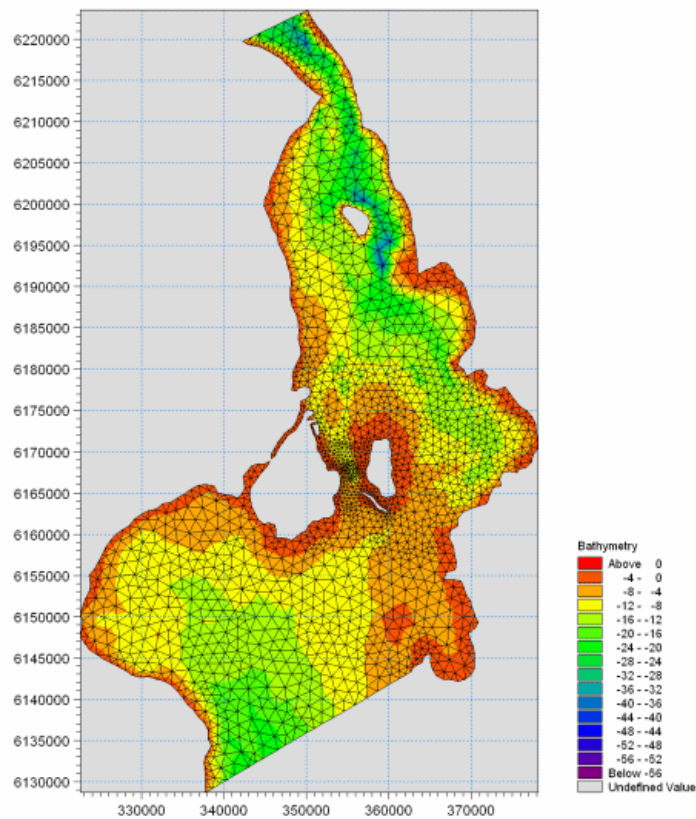 6220000
6215000
6210000
6205000
6200000
6195000
6190000
6185000
6180000
6175000
6170000
6165000
6160000
6155000
6150000
6145000
6140000
6135000
6130000
330000 340000 350000 360000 370000
Bathymetry
Above 0
-4 - 0
-8 - -4
-12 - -8
-16 - -12
-20 - -16
-24 - -20
-28 - -24
-32 - -28
-36 - -32
-40 - -36
-44 - -40
-48 - -44
-52 - -48
-56 - -52
Below -56
Undefined Value